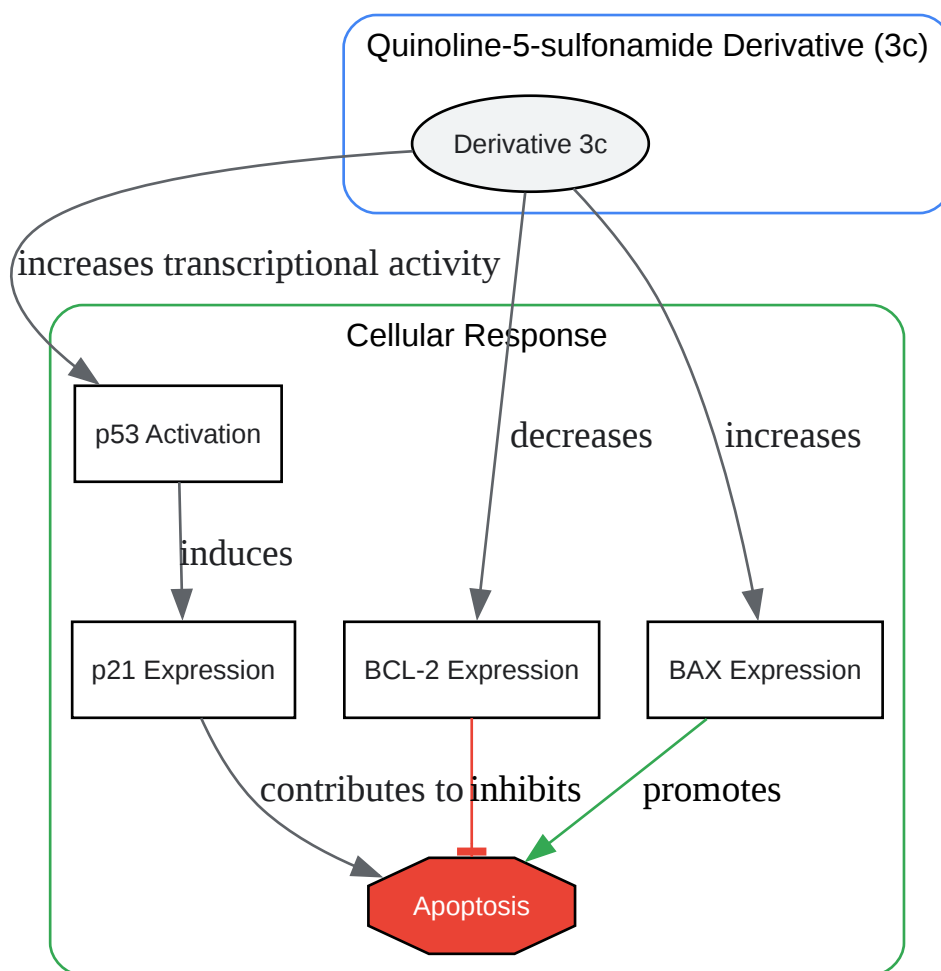 Quinoline-5-sulfonamide Derivative (3c)
Derivative 3c
increases transcriptional activity
Cellular Response
p53 Activation
decreases
increases
induces
p21 Expression
BCL-2 Expression
BAX Expression
contributes to
inhibits
promotes
Apoptosis